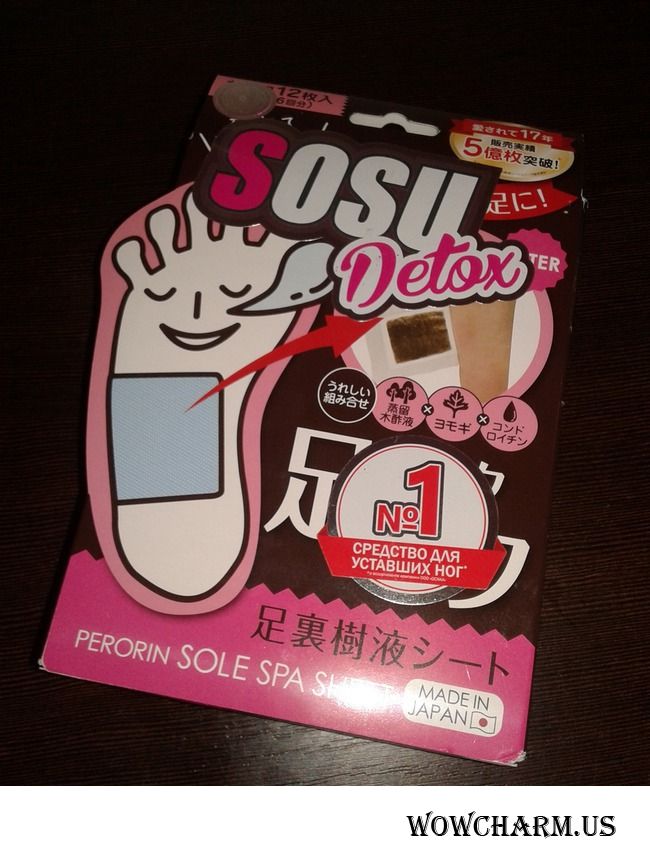 12枚入
6回分)
愛されて17年
販売実績
5億枚突破!
足に!
SOSU
Detox
TER
うれしい
組み合せ
蒸留
木酢液
×
ヨモギ
×
コンド
ロイチン
足
№1
СРЕДСТВО ДЛЯ
УСТАВШИХ НОГ*
足裏樹液シート
PERORIN SOLE SPA
MADE IN
JAPAN
WOWCHARM.US